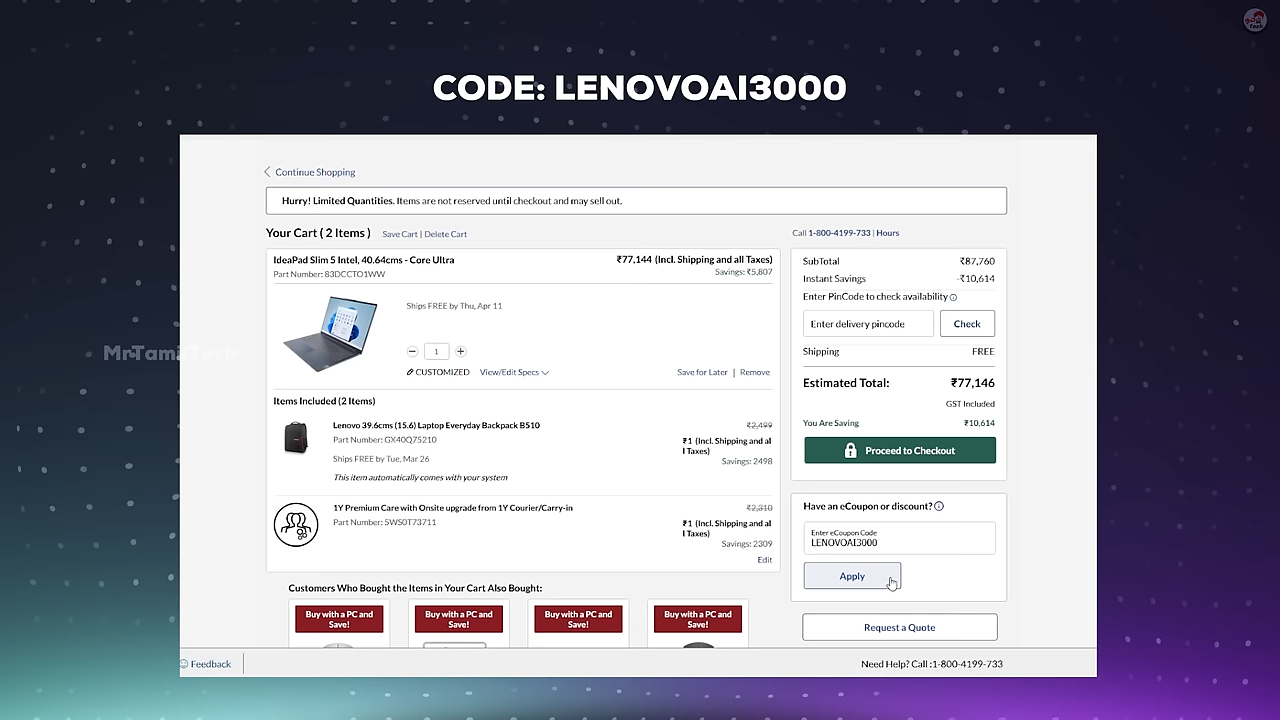 CODE: LENOVOAI3000
Continue Shopping
Hurry! Limited Quantities. Items are not reserved until checkout and may sell out.
Your Cart ( 2 Items ) Save Cart | Delete Cart
Call 1-800-4199-733 | Hours
IdeaPad Slim 5 Intel, 40.64cms - Core Ultra
₹77,144 (Incl. Shipping and all Taxes)
Part Number: 83DCCTO1WW
Savings: ₹5,807
Ships FREE by Thu, Apr 11
1
CUSTOMIZED View/Edit Specs
Save for Later | Remove
Items Included (2 Items)
Lenovo 39.6cms (15.6) Laptop Everyday Backpack B510
₹2,499
Part Number: GX40Q75210
₹1 (Incl. Shipping and al
l Taxes)
Ships FREE by Tue, Mar 26
Savings: 2498
This item automatically comes with your system
1Y Premium Care with Onsite upgrade from 1Y Courier/Carry-in
₹2,310
Part Number: 5WS0T73711
₹1 (Incl. Shipping and al
l Taxes)
Savings: 2309
Edit
Customers Who Bought the Items in Your Cart Also Bought:
Buy with a PC and
Save!
Buy with a PC and
Save!
Buy with a PC and
Save!
Buy with a PC and
Save!
SubTotal ₹87,760
Instant Savings -₹10,614
Enter PinCode to check availability
Enter delivery pincode Check
Shipping FREE
Estimated Total: ₹77,146
GST Included
You Are Saving ₹10,614
Proceed to Checkout
Have an eCoupon or discount?
Enter eCoupon Code
LENOVOAI3000
Apply
Request a Quote
Feedback
Need Help? Call :1-800-4199-733
MrTamilTech